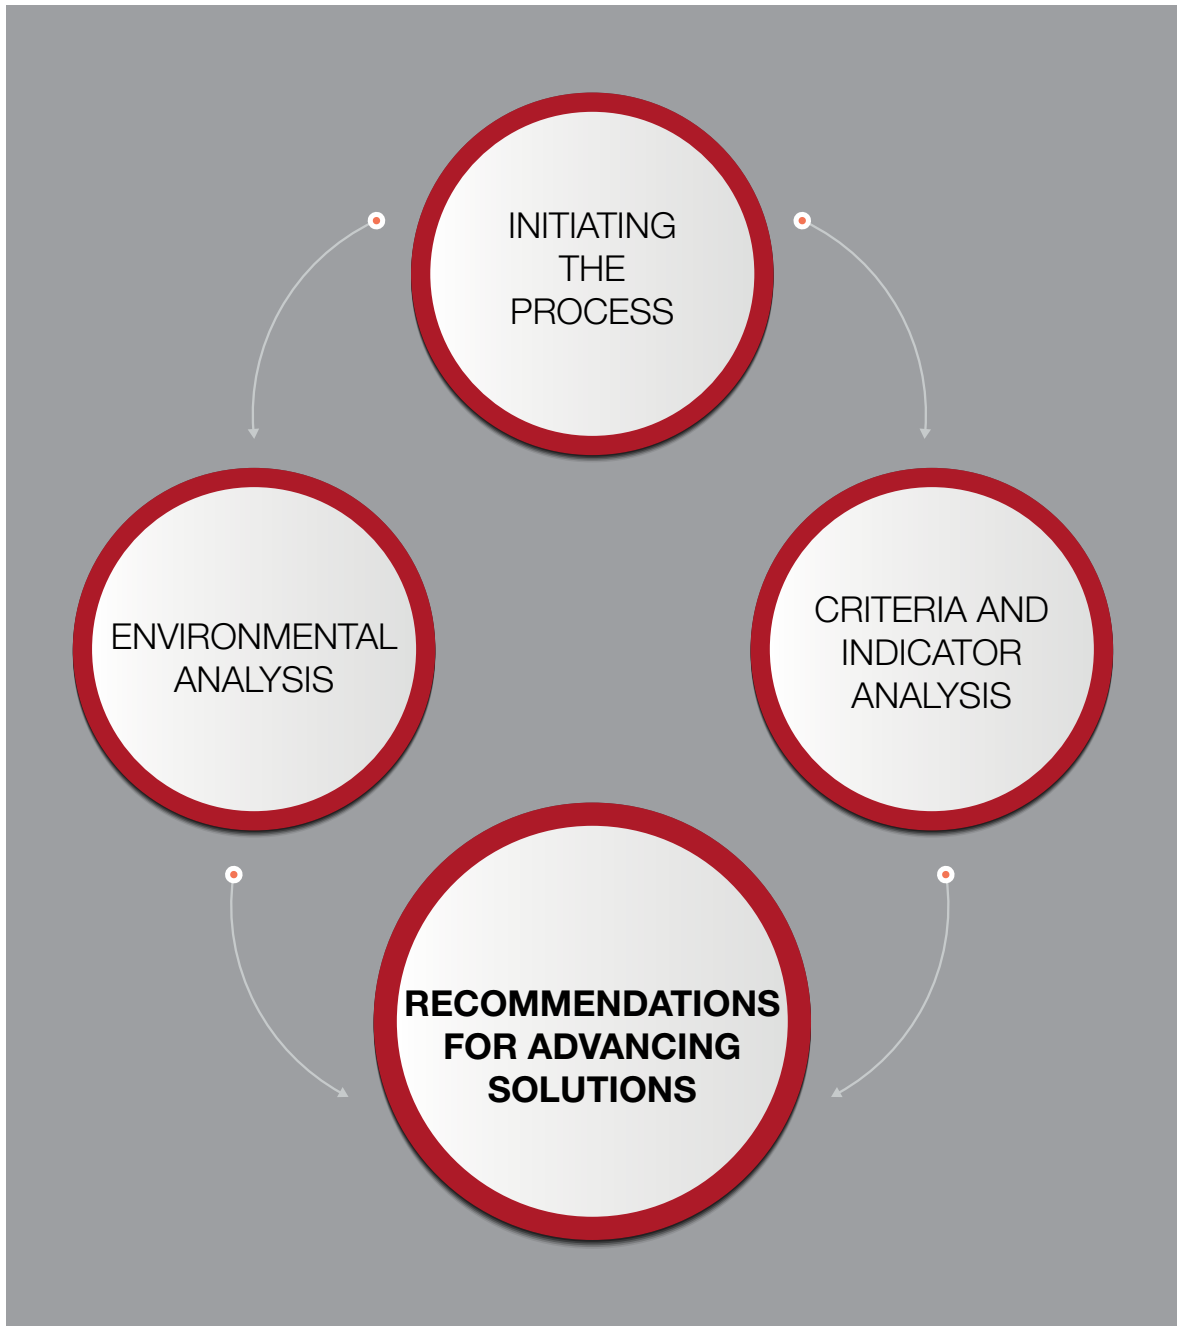 INITIATING
THE
PROCESS
ENVIRONMENTAL
ANALYSIS
CRITERIA AND
INDICATOR
ANALYSIS
RECOMMENDATIONS
FOR ADVANCING
SOLUTIONS